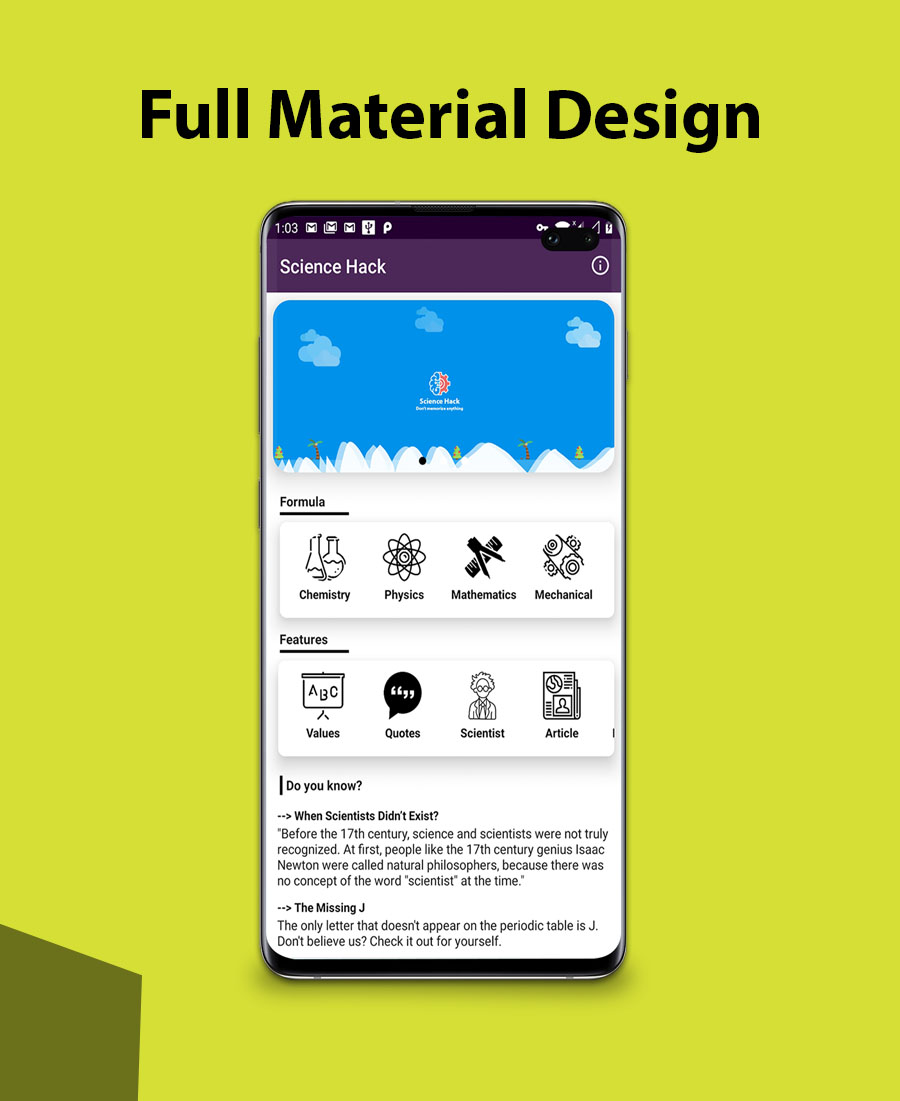 Full Material Design
1:03
Science Hack
Science Hack
Don't memorize anything
Formula
Chemistry Physics Mathematics Mechanical
Features
ABC
Values Quotes Scientist Article
Do you know?
--> When Scientists Didn't Exist?
"Before the 17th century, science and scientists were not truly
recognized. At first, people like the 17th century genius Isaac
Newton were called natural philosophers, because there was
no concept of the word "scientist" at the time."
--> The Missing J
The only letter that doesn't appear on the periodic table is J.
Don't believe us? Check it out for yourself.